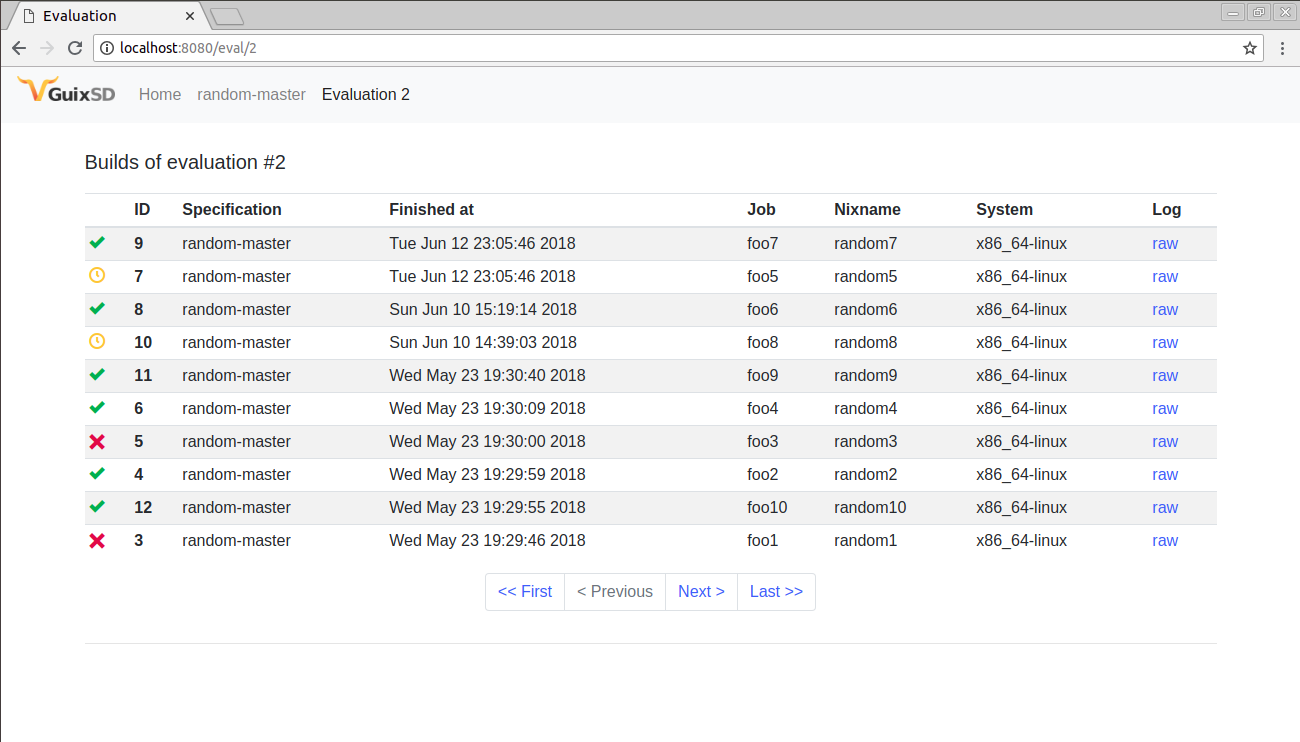 Evaluation
localhost:8080/eval/2
GuixSD Home random-master Evaluation 2
Builds of evaluation #2
ID Specification Finished at Job Nixname System Log
9 random-master Tue Jun 12 23:05:46 2018 foo7 random7 x86_64-linux raw
7 random-master Tue Jun 12 23:05:46 2018 foo5 random5 x86_64-linux raw
8 random-master Sun Jun 10 15:19:14 2018 foo6 random6 x86_64-linux raw
10 random-master Sun Jun 10 14:39:03 2018 foo8 random8 x86_64-linux raw
11 random-master Wed May 23 19:30:40 2018 foo9 random9 x86_64-linux raw
6 random-master Wed May 23 19:30:09 2018 foo4 random4 x86_64-linux raw
5 random-master Wed May 23 19:30:00 2018 foo3 random3 x86_64-linux raw
4 random-master Wed May 23 19:29:59 2018 foo2 random2 x86_64-linux raw
12 random-master Wed May 23 19:29:55 2018 foo10 random10 x86_64-linux raw
3 random-master Wed May 23 19:29:46 2018 foo1 random1 x86_64-linux raw
<< First < Previous Next > Last >>